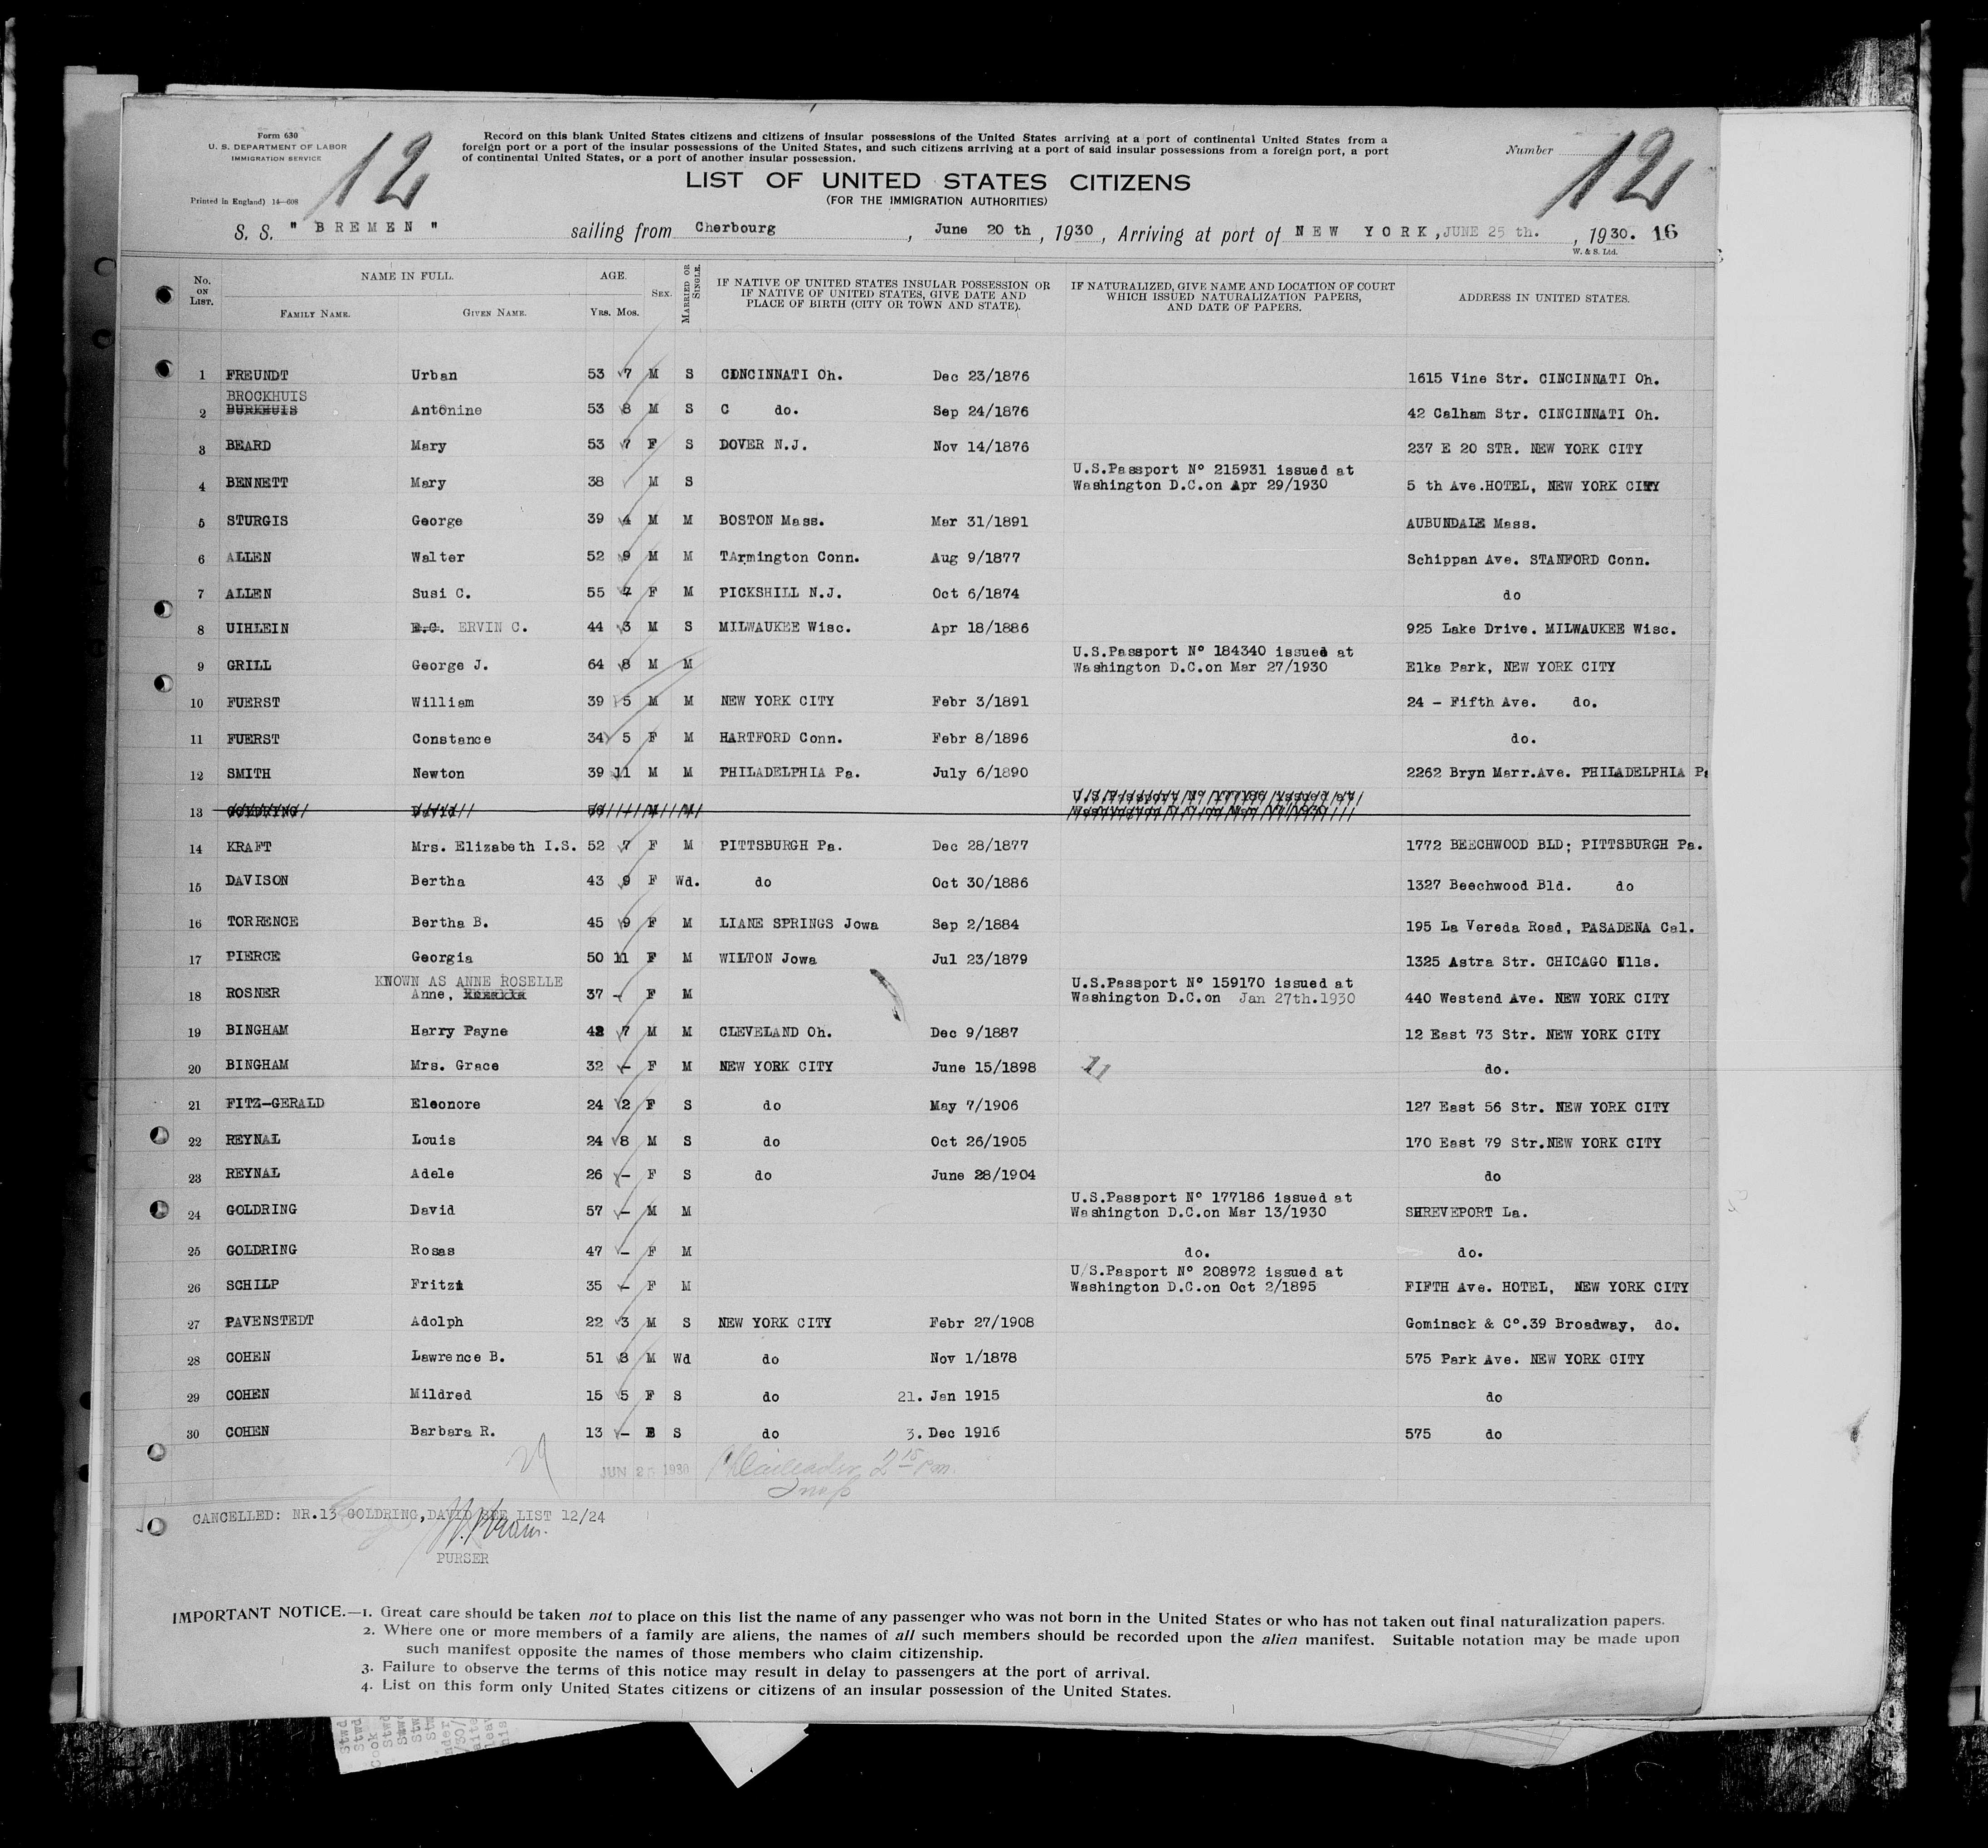 Form 630
U. S. DEPARTMENT OF LABOR
IMMIGRATION SERVICE
Printed in England) 14—608
12
Record on this blank United States citizens and citizens of insular possessions of the United States arriving at a port of continental United States from a
foreign port or a port of the insular possessions of the United States, and such citizens arriving at a port of said insular possessions from a foreign port, a port
of continental United States, or a port of another insular possession.
Number 12
LIST OF UNITED STATES CITIZENS
(FOR THE IMMIGRATION AUTHORITIES)
S. S. " BREMEN " sailing from Cherbourg, June 20 th, 1930, Arriving at port of NEW YORK, JUNE 25 th., 1930. 16
W. & S. Ltd.
No. ON LIST. NAME IN FULL. FAMILY NAME. GIVEN NAME. AGE. YRS. MOS. SEX. MARRIED OR SINGLE. IF NATIVE OF UNITED STATES INSULAR POSSESSION OR IF NATIVE OF UNITED STATES, GIVE DATE AND PLACE OF BIRTH (CITY OR TOWN AND STATE). IF NATURALIZED, GIVE NAME AND LOCATION OF COURT WHICH ISSUED NATURALIZATION PAPERS, AND DATE OF PAPERS. ADDRESS IN UNITED STATES.
1 FREUNDT Urban 53 7 M S CINCINNATI Oh. Dec 23/1876 1615 Vine Str. CINCINNATI Oh.
BROCKHUIS
2 BURKHUIS Antonine 53 8 M S C do. Sep 24/1876 42 Calham Str. CINCINNATI Oh.
3 BEARD Mary 53 7 F S DOVER N.J. Nov 14/1876 237 E 20 STR. NEW YORK CITY
U.S.Passport Nº 215931 issued at
4 BENNETT Mary 38 M S Washington D.C.on Apr 29/1930 5 th Ave.HOTEL, NEW YORK CITY
5 STURGIS George 39 4 M M BOSTON Mass. Mar 31/1891 AUBUNDALE Mass.
6 ALLEN Walter 52 9 M M TArmington Conn. Aug 9/1877 Schippan Ave. STANFORD Conn.
7 ALLEN Susi C. 55 7 F M PICKSHILL N.J. Oct 6/1874 do
8 UIHLEIN E.C. ERVIN C. 44 3 M S MILWAUKEE Wisc. Apr 18/1886 925 Lake Drive. MILWAUKEE Wisc.
U.S.Passport Nº 184340 issued at
9 GRILL George J. 64 8 M M Washington D.C.on Mar 27/1930 Elka Park, NEW YORK CITY
10 FUERST William 39 5 M M NEW YORK CITY Febr 3/1891 24 - Fifth Ave. do.
11 FUERST Constance 34 5 F M HARTFORD Conn. Febr 8/1896 do.
12 SMITH Newton 39 11 M M PHILADELPHIA Pa. July 6/1890 2262 Bryn Marr.Ave. PHILADELPHIA Pa
U.S.Passport Nº 177186 issued at
13 GOLDRING David M M
14 KRAFT Mrs. Elizabeth I.S. 52 7 F M PITTSBURGH Pa. Dec 28/1877 1772 BEECHWOOD BLD; PITTSBURGH Pa.
15 DAVISON Bertha 43 9 F Wd. do Oct 30/1886 1327 Beechwood Bld. do
16 TORRENCE Bertha B. 45 9 F M LIANE SPRINGS Jowa Sep 2/1884 195 La Vereda Road, PASADENA Cal.
17 PIERCE Georgia 50 11 F M WILTON Jowa Jul 23/1879 1325 Astra Str. CHICAGO Ills.
KNOWN AS ANNE ROSELLE U.S.Passport Nº 159170 issued at
18 ROSNER Anne, 37 - F M Washington D.C.on Jan 27th.1930 440 Westend Ave. NEW YORK CITY
19 BINGHAM Harry Payne 42 7 M M CLEVELAND Oh. Dec 9/1887 12 East 73 Str. NEW YORK CITY
20 BINGHAM Mrs. Grace 32 - F M NEW YORK CITY June 15/1898 11 do.
21 FITZ-GERALD Eleonore 24 2 F S do May 7/1906 127 East 56 Str. NEW YORK CITY
22 REYNAL Louis 24 8 M S do Oct 26/1905 170 East 79 Str.NEW YORK CITY
23 REYNAL Adele 26 - F S do June 28/1904 do
U.S.Passport Nº 177186 issued at
24 GOLDRING David 57 - M M Washington D.C.on Mar 13/1930 SHREVEPORT La.
25 GOLDRING Rosas 47 - F M do. do.
U/S.Pasport Nº 208972 issued at
26 SCHILP Fritzi 35 - F M Washington D.C.on Oct 2/1895 FIFTH Ave. HOTEL, NEW YORK CITY
27 PAVENSTEDT Adolph 22 3 M S NEW YORK CITY Febr 27/1908 Gominack & Cº.39 Broadway, do.
28 COHEN Lawrence B. 51 8 M Wd do Nov 1/1878 575 Park Ave. NEW YORK CITY
29 COHEN Mildred 15 5 F S do 21. Jan 1915 do
30 COHEN Barbara R. 13 - S do 3. Dec 1916 575 do
JUN 25 1930 2 15 P.m.
Insp
CANCELLED: NR.13 GOLDRING,DAVID SEE LIST 12/24
PURSER
IMPORTANT NOTICE.—1. Great care should be taken not to place on this list the name of any passenger who was not born in the United States or who has not taken out final naturalization papers.
2. Where one or more members of a family are aliens, the names of all such members should be recorded upon the alien manifest. Suitable notation may be made upon
such manifest opposite the names of those members who claim citizenship.
3. Failure to observe the terms of this notice may result in delay to passengers at the port of arrival.
4. List on this form only United States citizens or citizens of an insular possession of the United States.